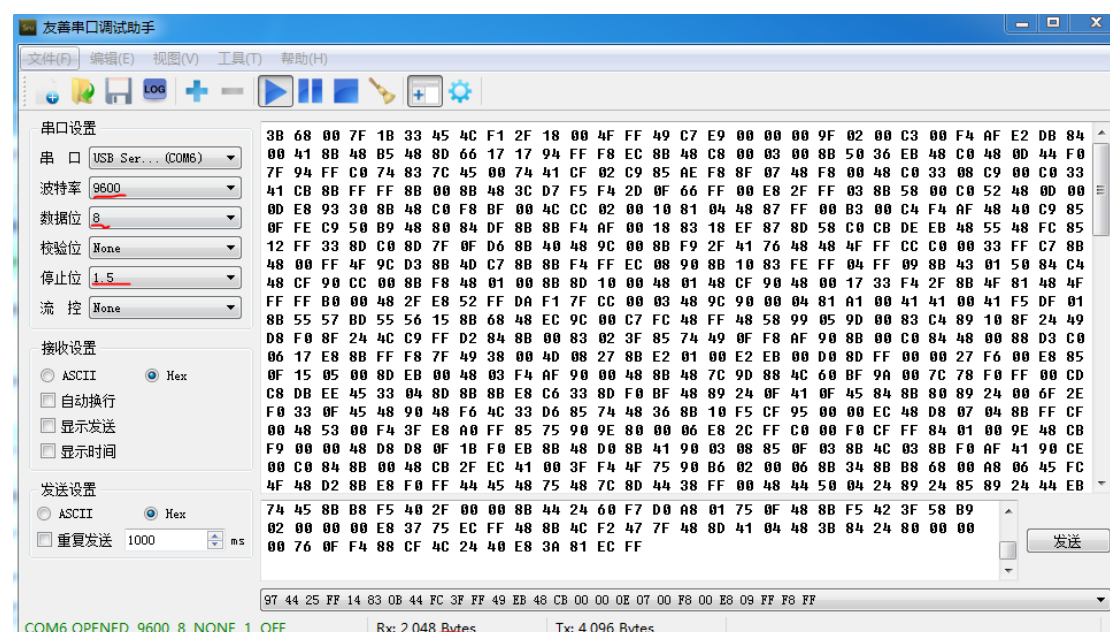 友善串口调试助手
文件(F) 编辑(E) 视图(V) 工具(T) 帮助(H)
LOG
串口设置
串 口 USB Ser... (COM6)
波特率 9600
数据位 8
校验位 None
停止位 1.5
流 控 None
接收设置
ASCII Hex
自动换行
显示发送
显示时间
发送设置
ASCII Hex
重复发送 1000 ms
3B 68 00 7F 1B 33 45 4C F1 2F 18 00 4F FF 49 C7 E9 00 00 00 9F 02 00 C3 00 F4 AF E2 DB 84
00 41 8B 48 B5 48 8D 66 17 17 94 FF F8 EC 8B 48 C8 00 03 00 8B 50 36 EB 48 C0 48 0D 44 F0
7F 94 FF C0 74 83 7C 45 00 74 41 CF 02 C9 85 AE F8 8F 07 48 F8 00 48 C0 33 08 C9 00 C0 33
41 CB 8B FF FF 8B 00 8B 48 3C D7 F5 F4 2D 0F 66 FF 00 E8 2F FF 03 8B 58 00 C0 52 48 0D 00
0D E8 93 30 8B 48 C0 F8 BF 00 4C CC 02 00 10 81 04 48 87 FF 00 B3 00 C4 F4 AF 48 40 C9 85
0F FE C9 50 B9 48 80 84 DF 8B 8B F4 AF 00 18 83 18 EF 87 8D 58 C0 CB DE EB 48 55 48 FC 85
12 FF 33 8D C0 8D 7F 0F D6 8B 40 48 9C 00 8B F9 2F 41 76 48 48 4F FF CC C0 00 33 FF C7 8B
48 00 FF 4F 9C D3 8B 4D C7 8B 8B F4 FF EC 08 90 8B 10 83 FE FF 04 FF 09 8B 43 01 50 84 C4
48 CF 90 CC 00 8B F8 48 01 00 8B 8D 10 00 48 01 48 CF 90 48 00 17 33 F4 2F 8B 4F 81 48 4F
FF FF B0 00 48 2F E8 52 FF DA F1 7F CC 00 03 48 9C 90 00 04 81 A1 00 41 41 00 41 F5 DF 01
8B 55 57 BD 55 56 15 8B 68 48 EC 9C 00 C7 FC 48 FF 48 58 99 05 9D 00 83 C4 89 10 8F 24 49
D8 F0 8F 24 4C C9 FF D2 84 8B 00 83 02 3F 85 74 49 0F F8 AF 90 8B 00 C0 84 48 00 88 D3 C0
06 17 E8 8B FF F8 7F 49 38 00 4D 08 27 8B E2 01 00 E2 EB 00 D0 8D FF 00 00 27 F6 00 E8 85
0F 15 05 00 8D EB 00 48 03 F4 AF 90 00 48 8B 48 7C 9D 88 4C 60 BF 9A 00 7C 78 F0 FF 00 CD
C8 DB EE 45 33 04 8D 8B 8B E8 C6 33 8D F0 BF 48 89 24 0F 41 0F 45 84 84 8B 89 24 00 6F 2E
F0 33 0F 45 48 90 48 F6 4C 33 D6 85 74 48 36 8B 10 F5 CF 95 00 00 EC 48 D8 07 04 8B FF CF
00 48 53 00 F4 3F E8 A0 FF 85 75 90 9E 80 00 06 E8 2C FF C0 00 F0 CF FF 84 01 00 9E 48 CB
F9 00 00 48 D8 D8 0F 1B F0 EB 8B 48 D0 8B 41 90 03 08 85 0F 03 8B 4C 03 8B F0 AF 41 90 CE
00 C0 84 8B 00 48 CB 2F EC 41 00 3F F4 4F 75 90 B6 02 00 06 8B 34 8B B8 68 00 A8 06 45 FC
4F 48 D2 8B E8 F0 FF 44 45 48 75 48 7C 8D 44 38 FF 00 48 44 50 04 24 89 24 85 89 24 44 EB
74 45 8B B8 F5 40 2F 00 00 8B 44 24 60 F7 D0 A8 01 75 0F 48 8B F5 42 3F 58 B9
02 00 00 00 E8 37 75 EC FF 48 8B 4C F2 47 7F 48 8D 41 04 48 3B 84 24 80 00 00
00 76 0F F4 88 CF 4C 24 40 E8 3A 81 EC FF
发送
97 44 25 FF 14 83 0B 44 FC 3F FF 49 EB 48 CB 00 00 0E 07 00 F8 00 E8 09 FF F8 FF
COM6 OPENED, 9600, 8, NONE, 1, OFF Rx: 2,048 Bytes Tx: 4,096 Bytes